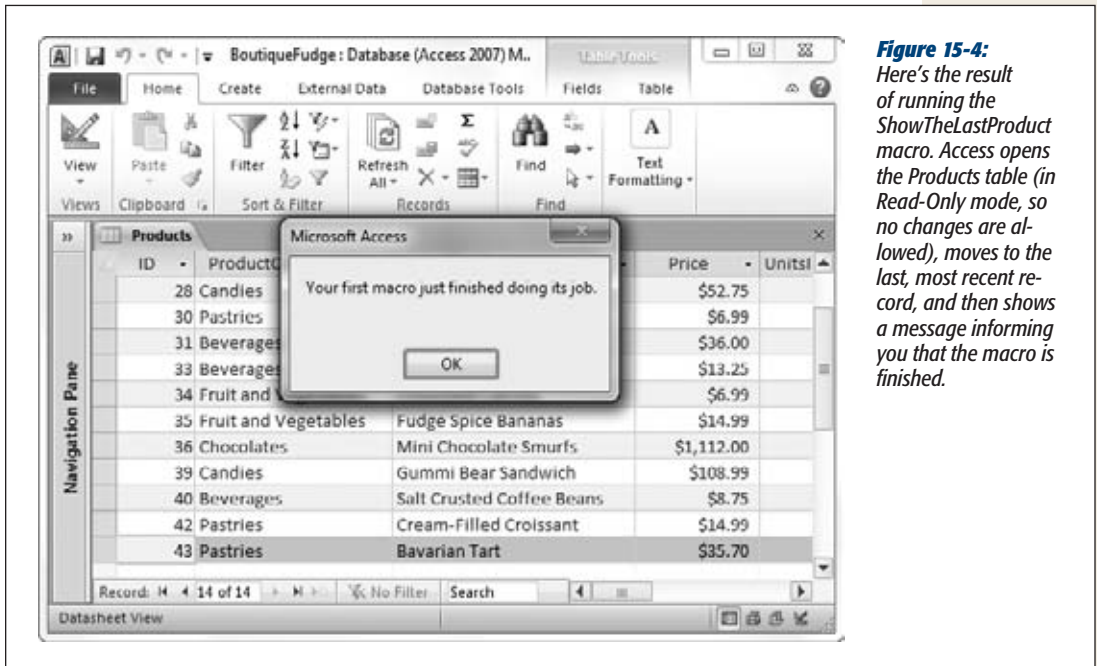 BoutiqueFudge : Database (Access 2007) M..
Table Tools
File Home Create External Data Database Tools Fields Table
View
Paste
Filter
Refresh
All
Find
Text
Formatting
Views Clipboard Sort & Filter Records Find
Products
ID ProductC Price UnitsI
28 Candies $52.75
30 Pastries $6.99
31 Beverages $36.00
33 Beverages $13.25
34 Fruit and $6.99
35 Fruit and Vegetables Fudge Spice Bananas $14.99
36 Chocolates Mini Chocolate Smurfs $1,112.00
39 Candies Gummi Bear Sandwich $108.99
40 Beverages Salt Crusted Coffee Beans $8.75
42 Pastries Cream-Filled Croissant $14.99
43 Pastries Bavarian Tart $35.70
Microsoft Access
Your first macro just finished doing its job.
OK
Navigation Pane
Record: 14 of 14 No Filter Search
Datasheet View
Figure 15-4:
Here's the result
of running the
ShowTheLastProduct
macro. Access opens
the Products table (in
Read-Only mode, so
no changes are al-
lowed), moves to the
last, most recent re-
cord, and then shows
a message informing
you that the macro is
finished.